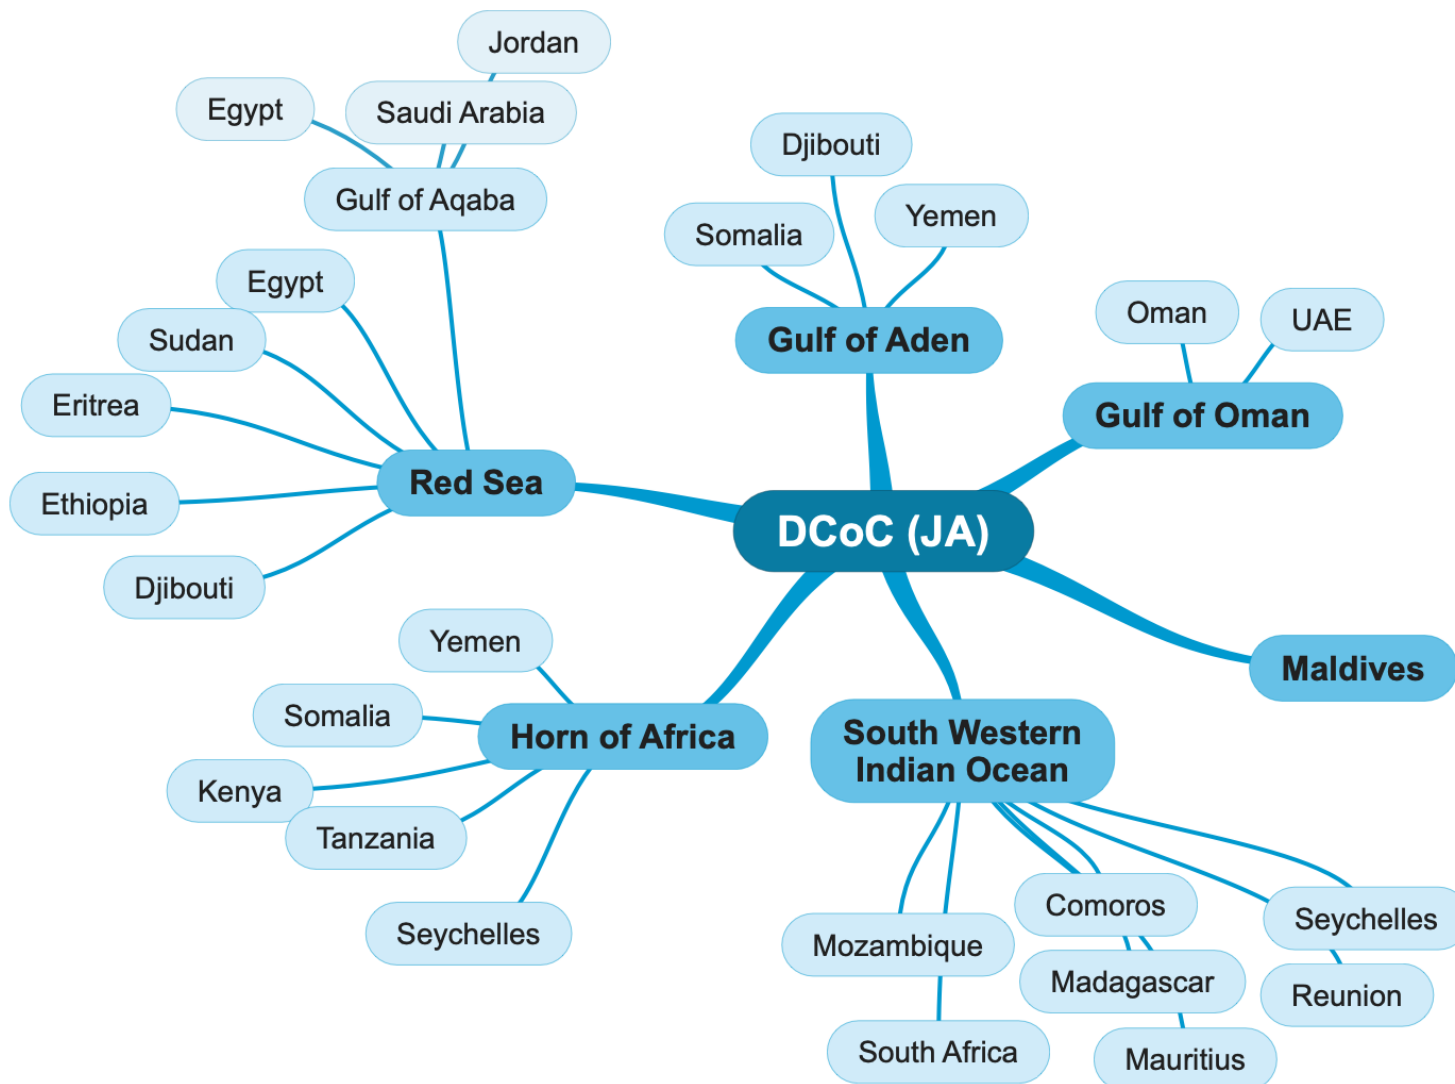 Jordan
Egypt
Saudi Arabia
Gulf of Aqaba
Egypt
Sudan
Eritrea
Ethiopia
Djibouti
Red Sea
Djibouti
Somalia
Yemen
Gulf of Aden
Oman
UAE
Gulf of Oman
DCoC (JA)
Maldives
Yemen
Somalia
Horn of Africa
Kenya
Tanzania
Seychelles
South Western
Indian Ocean
Comoros
Seychelles
Mozambique
Madagascar
Reunion
South Africa
Mauritius